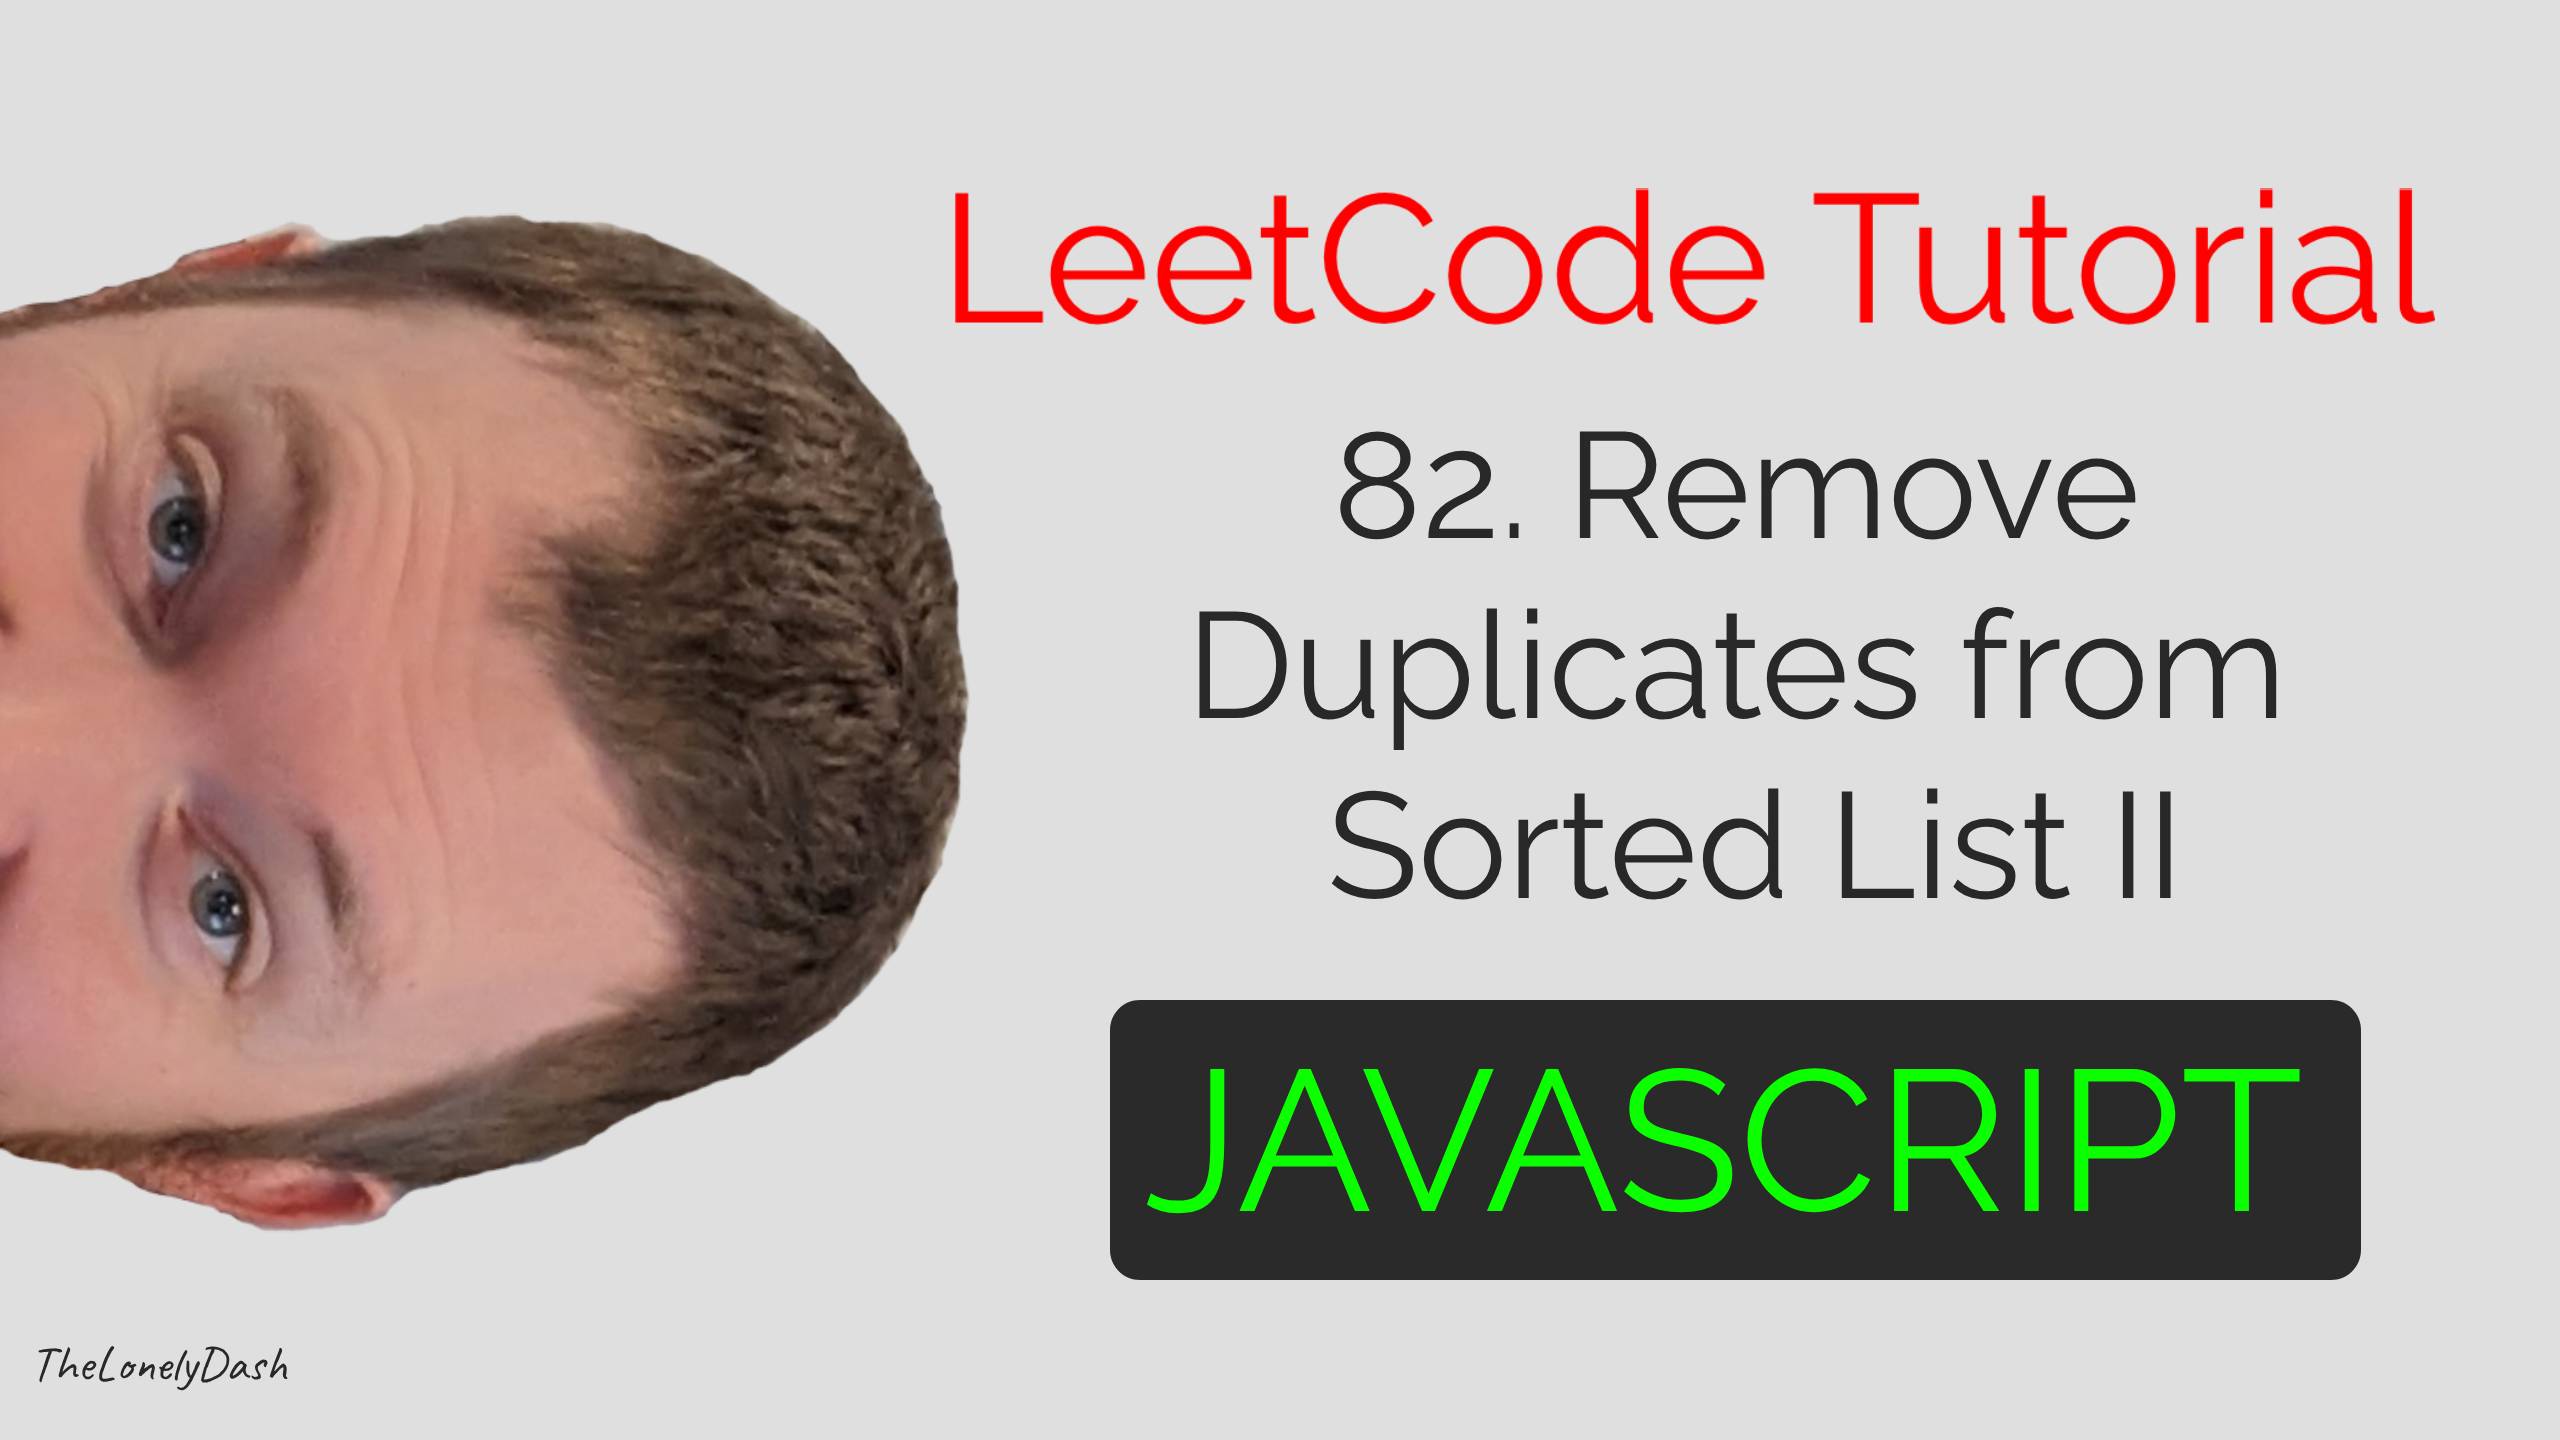 LeetCode Tutorial
82. Remove
Duplicates from
Sorted List II
JAVASCRIPT
TheLonelyDash